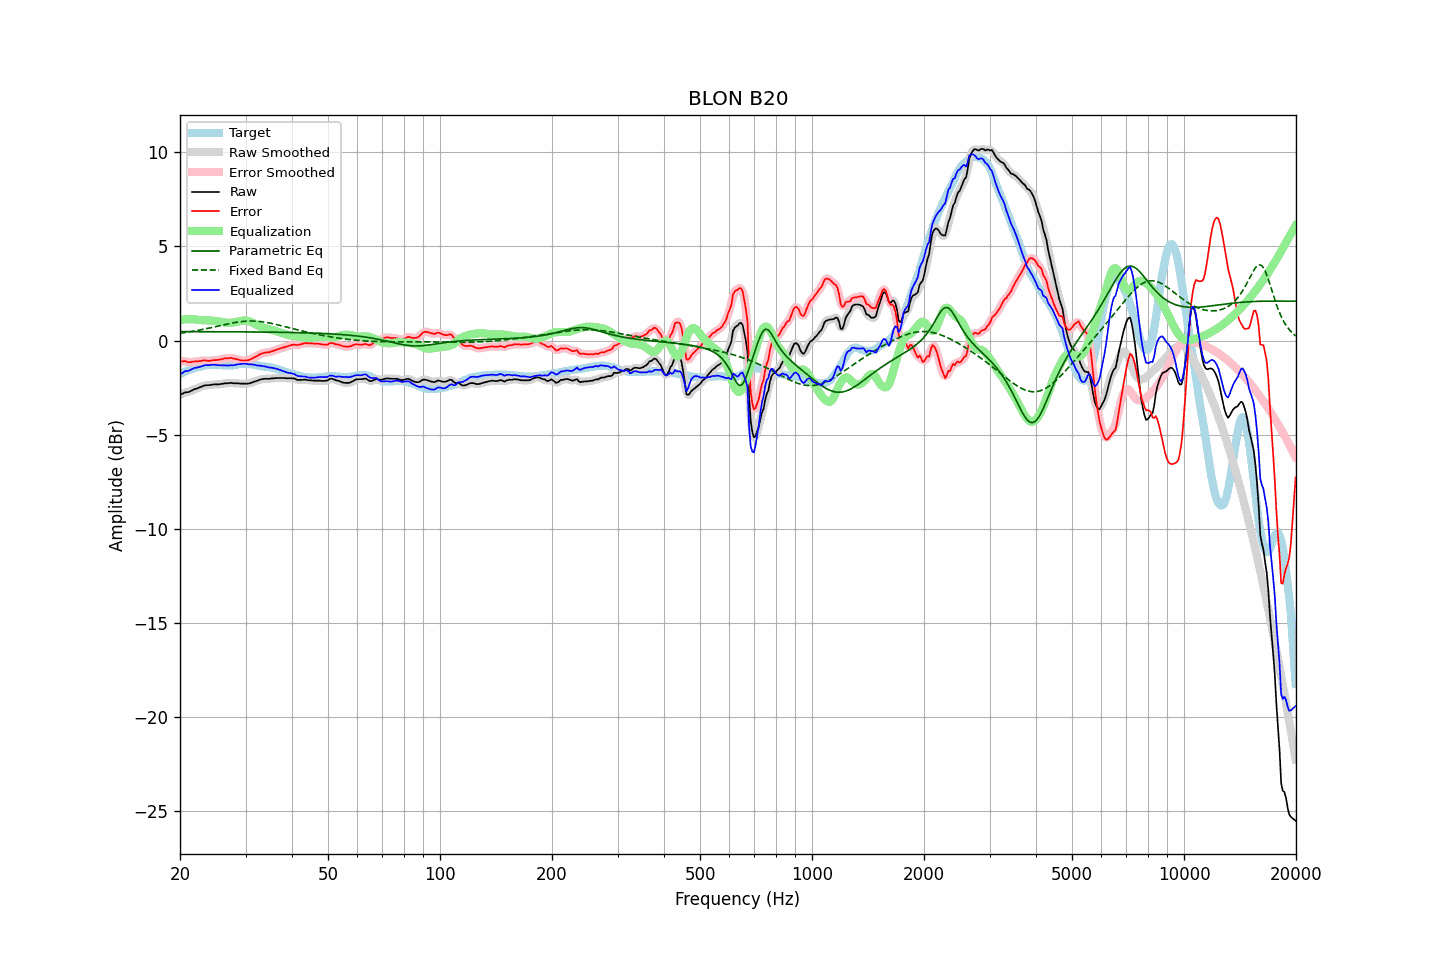 BLON B20
Target
Raw Smoothed
Error Smoothed
Raw
Error
Equalization
Parametric Eq
Fixed Band Eq
Equalized
10
5
0
−5
−10
−15
−20
−25
Amplitude (dBr)
20 50 100 200 500 1000 2000 5000 10000 20000
Frequency (Hz)